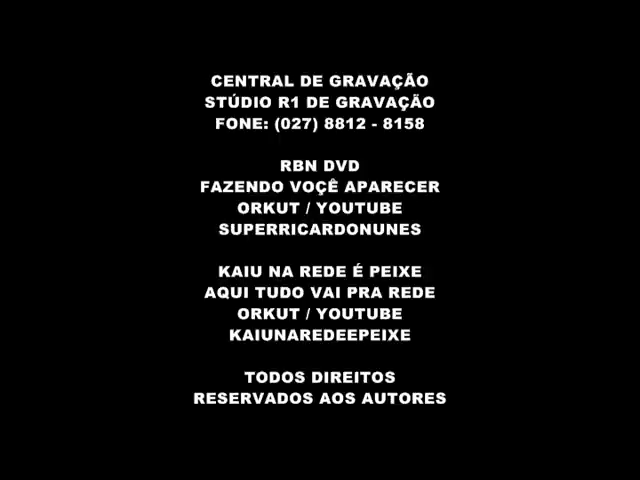 CENTRAL DE GRAVAÇÃO
STÚDIO R1 DE GRAVAÇÃO
FONE: (027) 8812 - 8158
RBN DVD
FAZENDO VOÇÊ APARECER
ORKUT / YOUTUBE
SUPERRICARDONUNES
KAIU NA REDE É PEIXE
AQUI TUDO VAI PRA REDE
ORKUT / YOUTUBE
KAIUNAREDEEPEIXE
TODOS DIREITOS
RESERVADOS AOS AUTORES